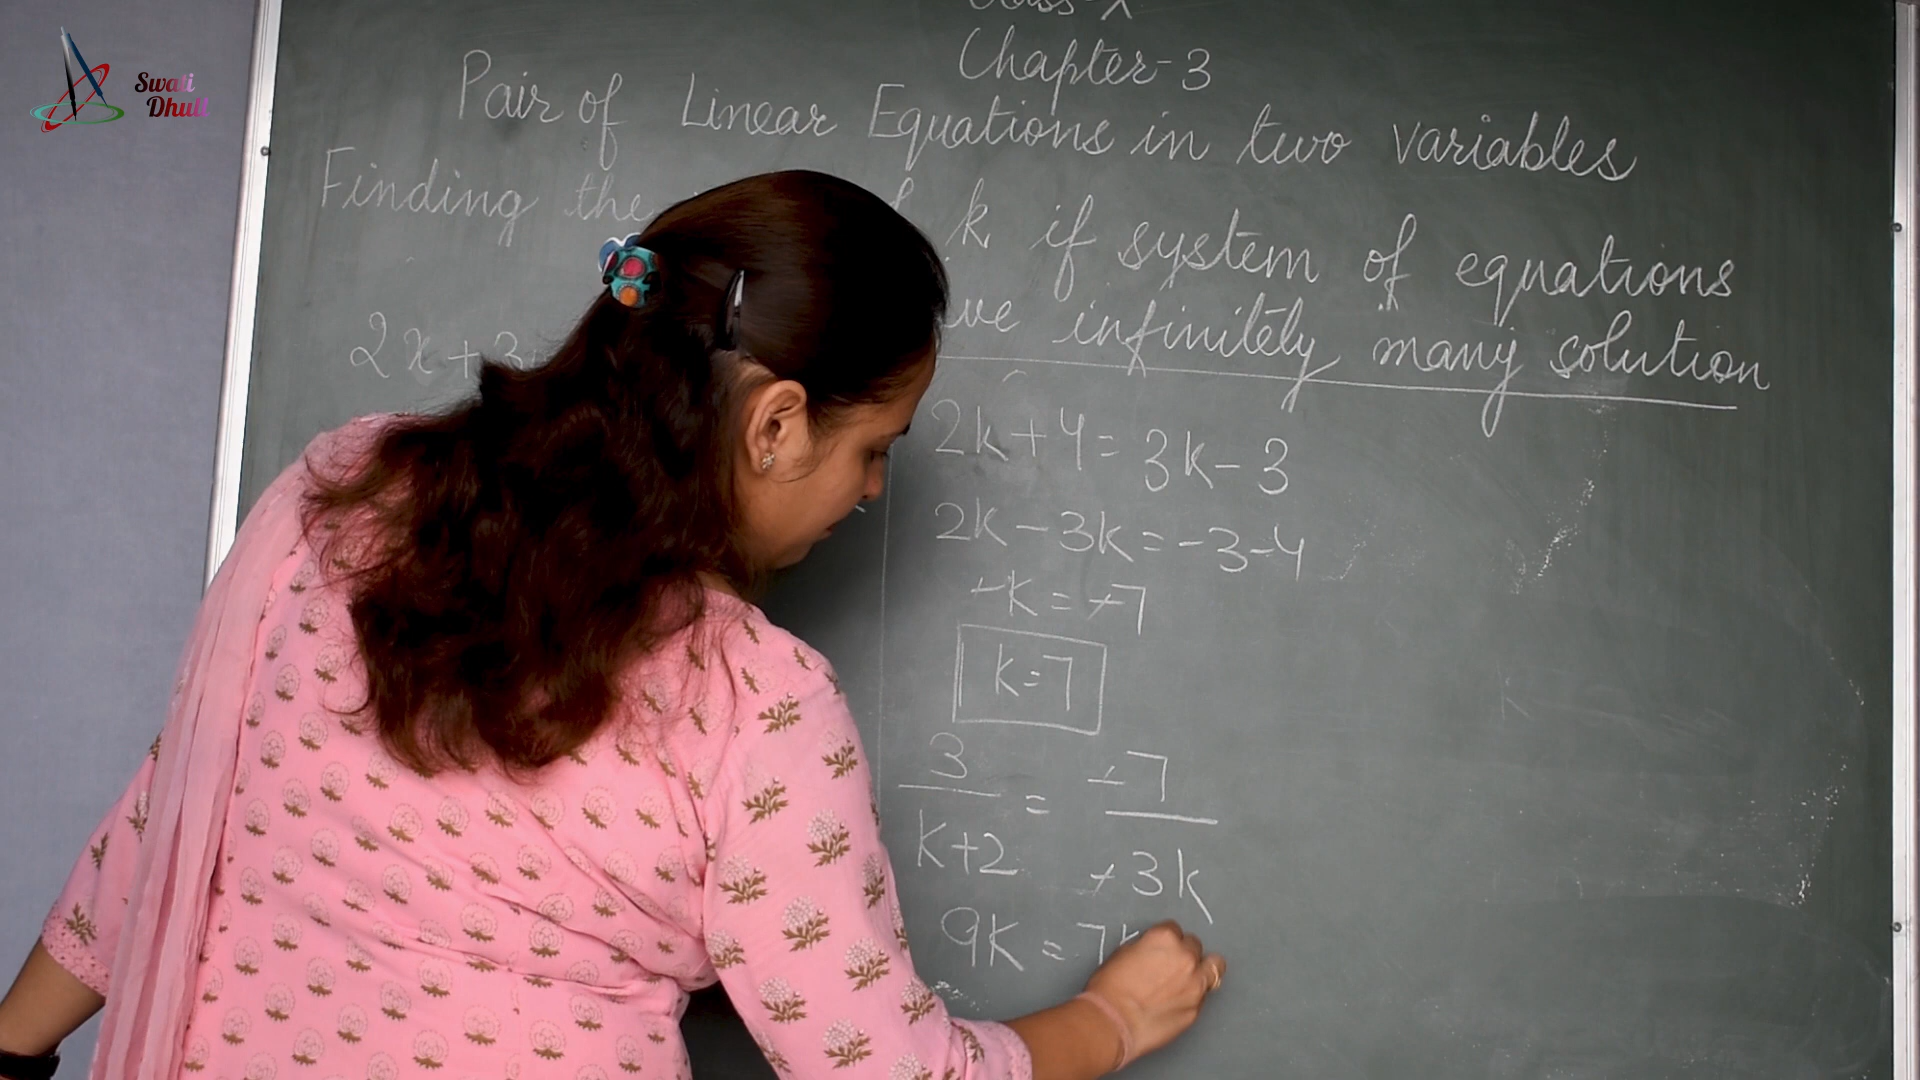 Swati
Dhull
Class-X
Chapter-3
Pair of Linear Equations in two variables
Finding the k if system of equations
infinitely many solution
2x+3
2k+4=3k-3
2k-3k=-3-4
-k=-7
k=7
3/k+2 = -7/-3k
9k=7